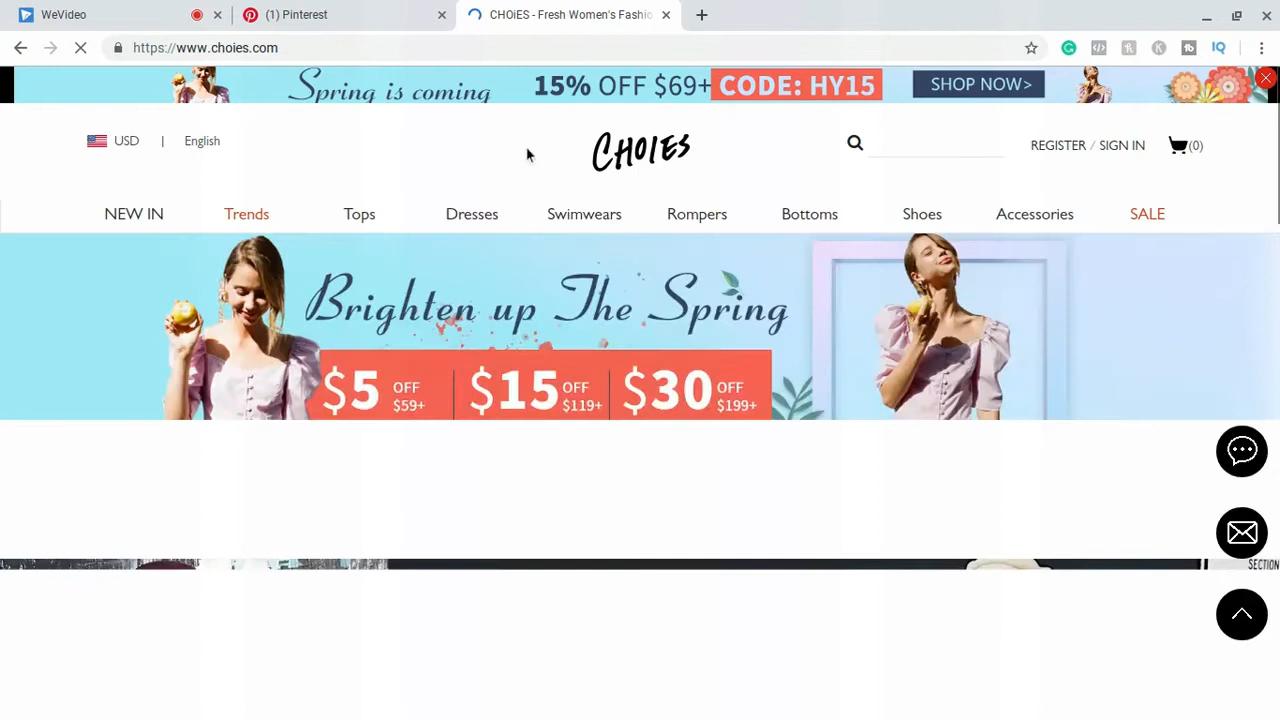 WeVideo
(1) Pinterest
CHOiES - Fresh Women's Fashio
https://www.choies.com
IQ
Spring is coming
15% OFF $69+ CODE: HY15
SHOP NOW>
USD | English
CHOIES
REGISTER / SIGN IN
(0)
NEW IN Trends Tops Dresses Swimwears Rompers Bottoms Shoes Accessories SALE
Brighten up The Spring
$5 OFF $59+
$15 OFF $119+
$30 OFF $199+
SECTION